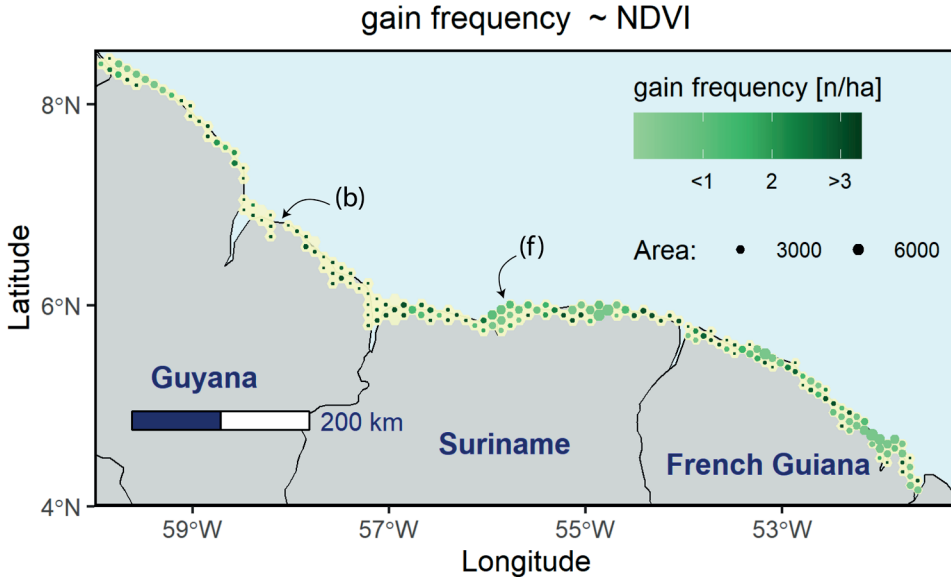 gain frequency ~ NDVI
gain frequency [n/ha]
<1 2 >3
Area: 3000 6000
(b)
(f)
8°N
6°N
4°N
Latitude
Guyana
200 km
Suriname
French Guiana
59°W 57°W 55°W 53°W
Longitude